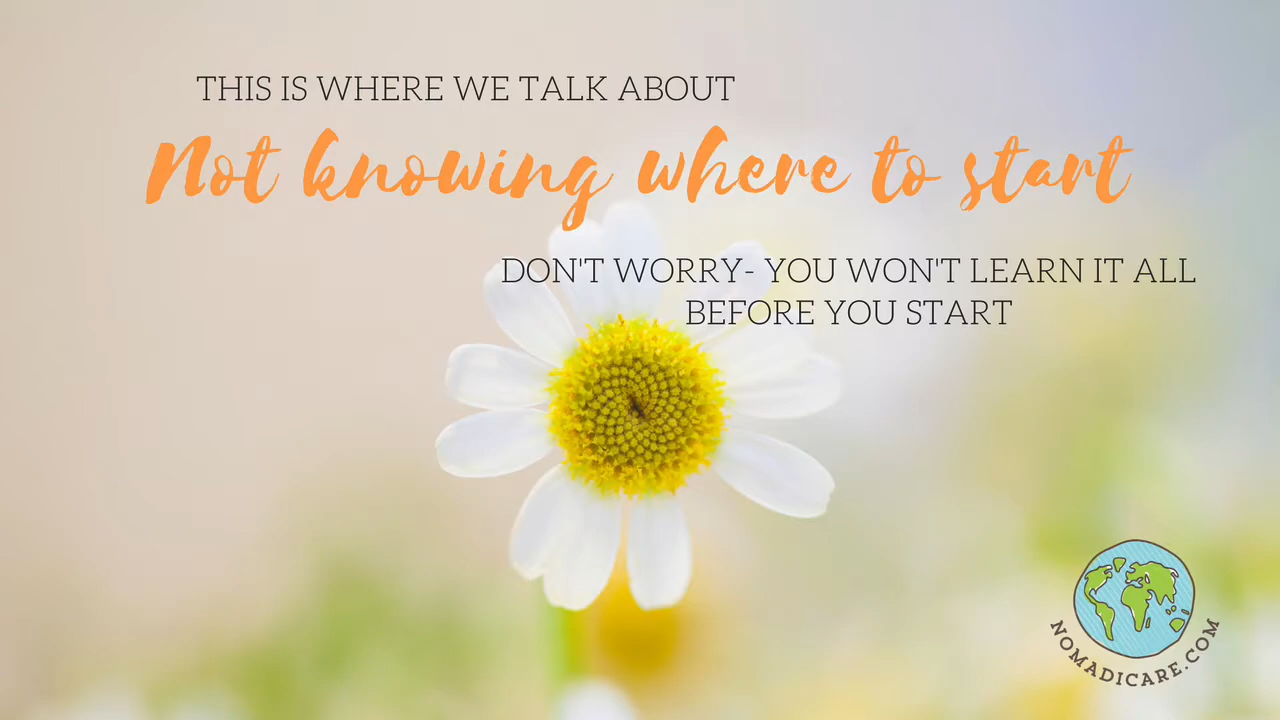 THIS IS WHERE WE TALK ABOUT
Not knowing where to start
DON'T WORRY- YOU WON'T LEARN IT ALL
BEFORE YOU START
NOMADICARE.COM